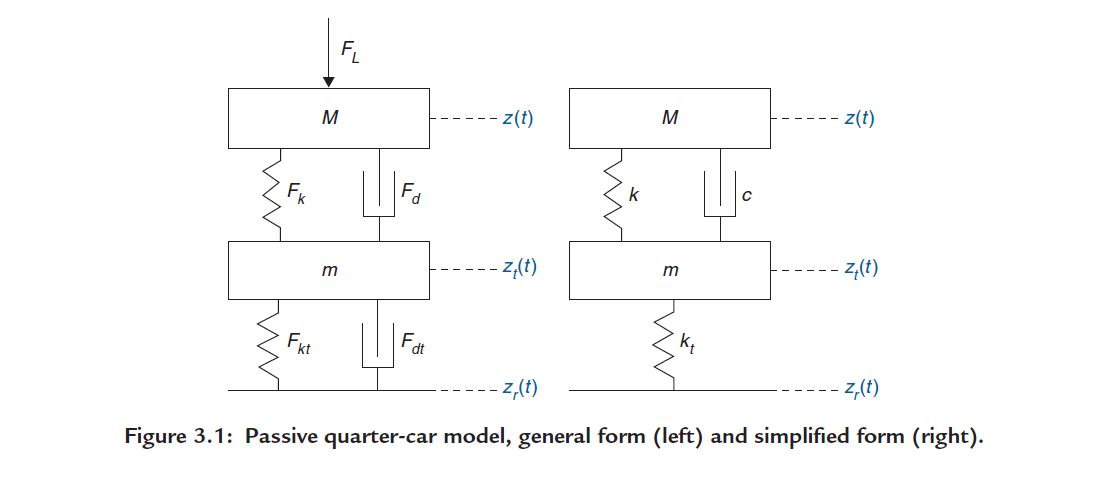 F_L
M z(t) M z(t)
F_k F_d k c
m z_t(t) m z_t(t)
F_kt F_dt k_t
z_r(t) z_r(t)
Figure 3.1: Passive quarter-car model, general form (left) and simplified form (right).